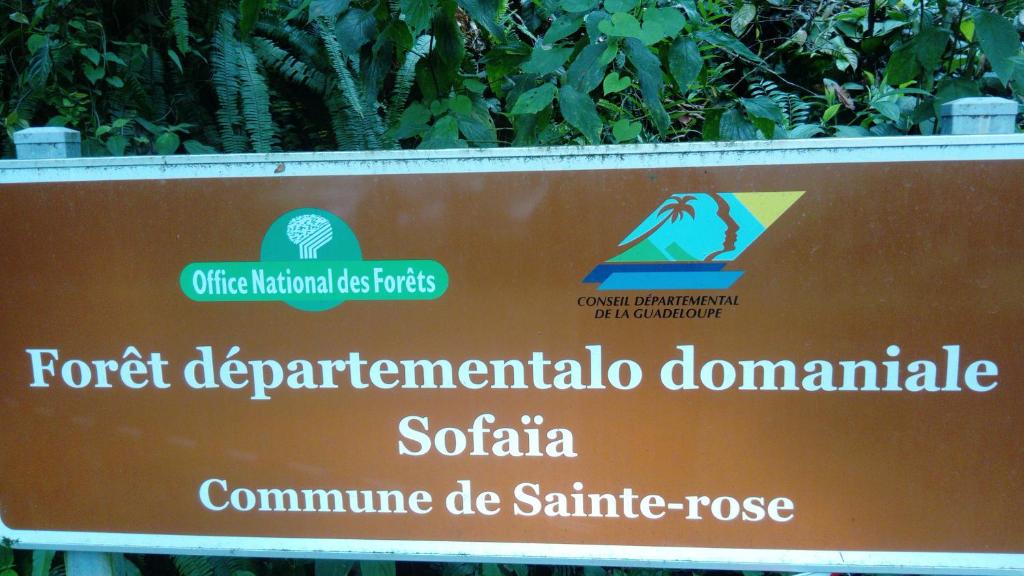 Office National des Forêts
CONSEIL DÉPARTEMENTAL
DE LA GUADELOUPE
Forêt départementalo domaniale
Sofaïa
Commune de Sainte-rose